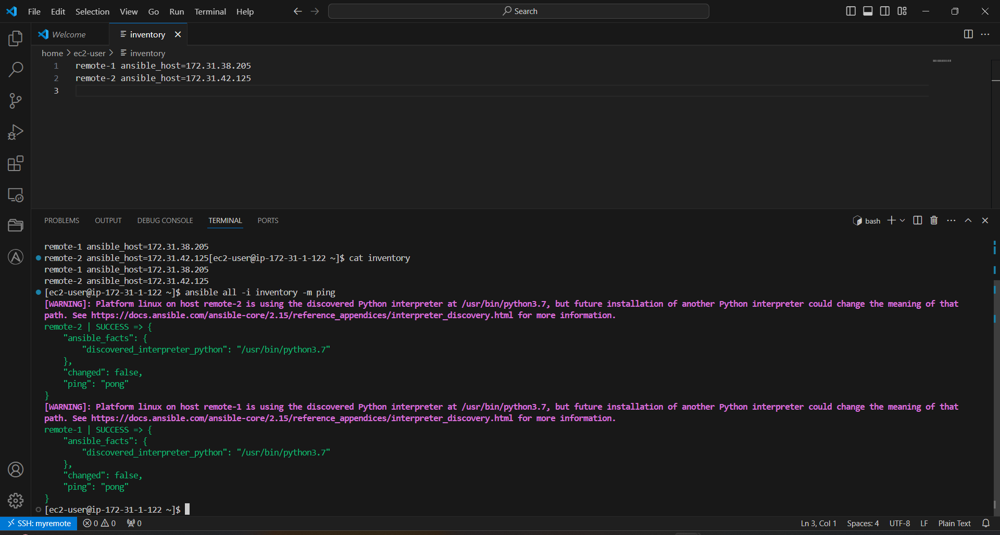 File Edit Selection View Go Run Terminal Help
Search
Welcome
inventory
home > ec2-user > inventory
1 remote-1 ansible_host=172.31.38.205
2 remote-2 ansible_host=172.31.42.125
3
PROBLEMS OUTPUT DEBUG CONSOLE TERMINAL PORTS
bash
remote-1 ansible_host=172.31.38.205
remote-2 ansible_host=172.31.42.125[ec2-user@ip-172-31-1-122 ~]$ cat inventory
remote-1 ansible_host=172.31.38.205
remote-2 ansible_host=172.31.42.125
[ec2-user@ip-172-31-1-122 ~]$ ansible all -i inventory -m ping
[WARNING]: Platform linux on host remote-2 is using the discovered Python interpreter at /usr/bin/python3.7, but future installation of another Python interpreter could change the meaning of that
path. See https://docs.ansible.com/ansible-core/2.15/reference_appendices/interpreter_discovery.html for more information.
remote-2 | SUCCESS => {
    "ansible_facts": {
        "discovered_interpreter_python": "/usr/bin/python3.7"
    },
    "changed": false,
    "ping": "pong"
}
[WARNING]: Platform linux on host remote-1 is using the discovered Python interpreter at /usr/bin/python3.7, but future installation of another Python interpreter could change the meaning of that
path. See https://docs.ansible.com/ansible-core/2.15/reference_appendices/interpreter_discovery.html for more information.
remote-1 | SUCCESS => {
    "ansible_facts": {
        "discovered_interpreter_python": "/usr/bin/python3.7"
    },
    "changed": false,
    "ping": "pong"
}
[ec2-user@ip-172-31-1-122 ~]$
SSH: myremote 0 0 0 Ln 3, Col 1 Spaces: 4 UTF-8 LF Plain Text